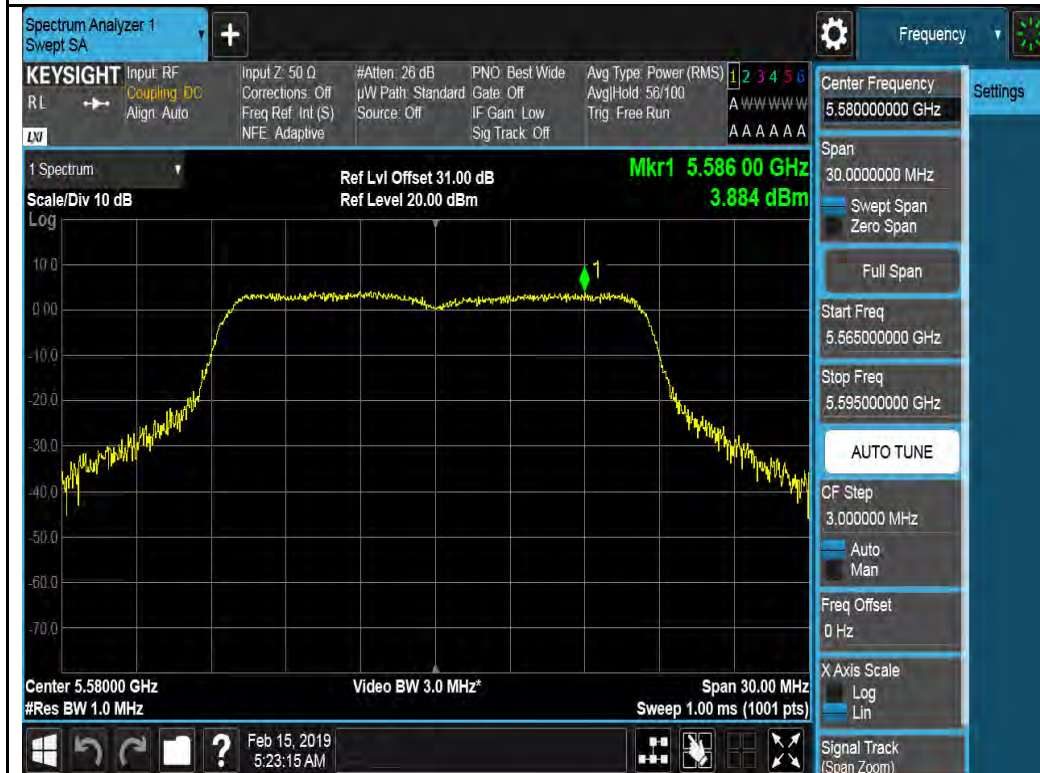 Spectrum Analyzer 1
Swept SA
+
Frequency
KEYSIGHT
RL
LXI
Input: RF
Coupling: DC
Align: Auto
Input Z: 50 Ω
Corrections: Off
Freq Ref: Int (S)
NFE: Adaptive
#Atten: 26 dB
µW Path: Standard
Source: Off
PNO: Best Wide
Gate: Off
IF Gain: Low
Sig Track: Off
Avg Type: Power (RMS)
Avg|Hold: 56/100
Trig: Free Run
1 2 3 4 5 6
A W W W W W
A A A A A A
Center Frequency
5.580000000 GHz
Settings
Span
30.0000000 MHz
Swept Span
Zero Span
Full Span
Start Freq
5.565000000 GHz
Stop Freq
5.595000000 GHz
AUTO TUNE
CF Step
3.000000 MHz
Auto
Man
Freq Offset
0 Hz
X Axis Scale
Log
Lin
Signal Track
(Span Zoom)
1 Spectrum
Scale/Div 10 dB
Ref Lvl Offset 31.00 dB
Ref Level 20.00 dBm
Mkr1 5.586 00 GHz
3.884 dBm
Log
10.0
0.00
-10.0
-20.0
-30.0
-40.0
-50.0
-60.0
-70.0
1
Center 5.58000 GHz
#Res BW 1.0 MHz
Video BW 3.0 MHz*
Span 30.00 MHz
Sweep 1.00 ms (1001 pts)
?
Feb 15, 2019
5:23:15 AM